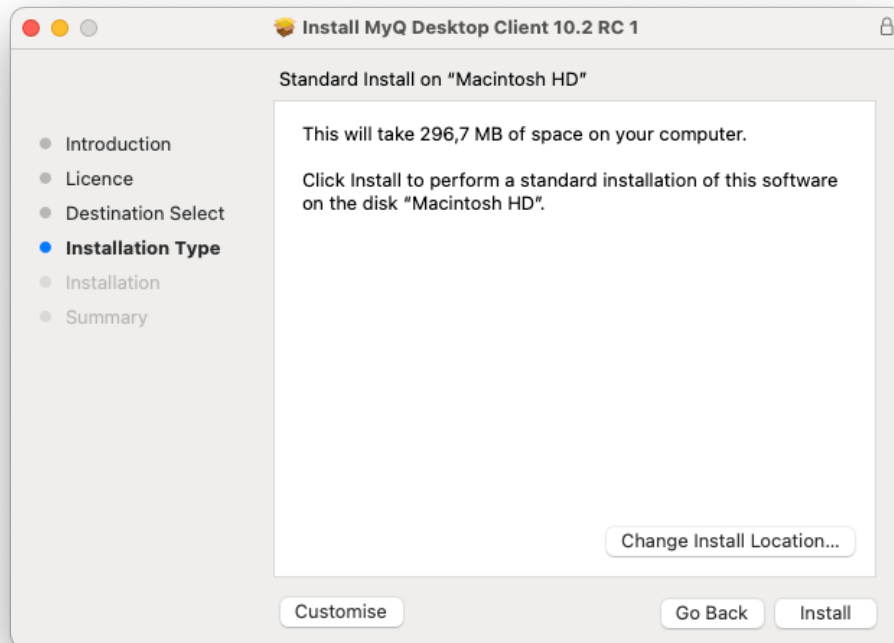 Install MyQ Desktop Client 10.2 RC 1
Standard Install on “Macintosh HD”
Introduction
Licence
Destination Select
Installation Type
Installation
Summary
This will take 296,7 MB of space on your computer.
Click Install to perform a standard installation of this software
on the disk “Macintosh HD”.
Change Install Location...
Customise
Go Back
Install